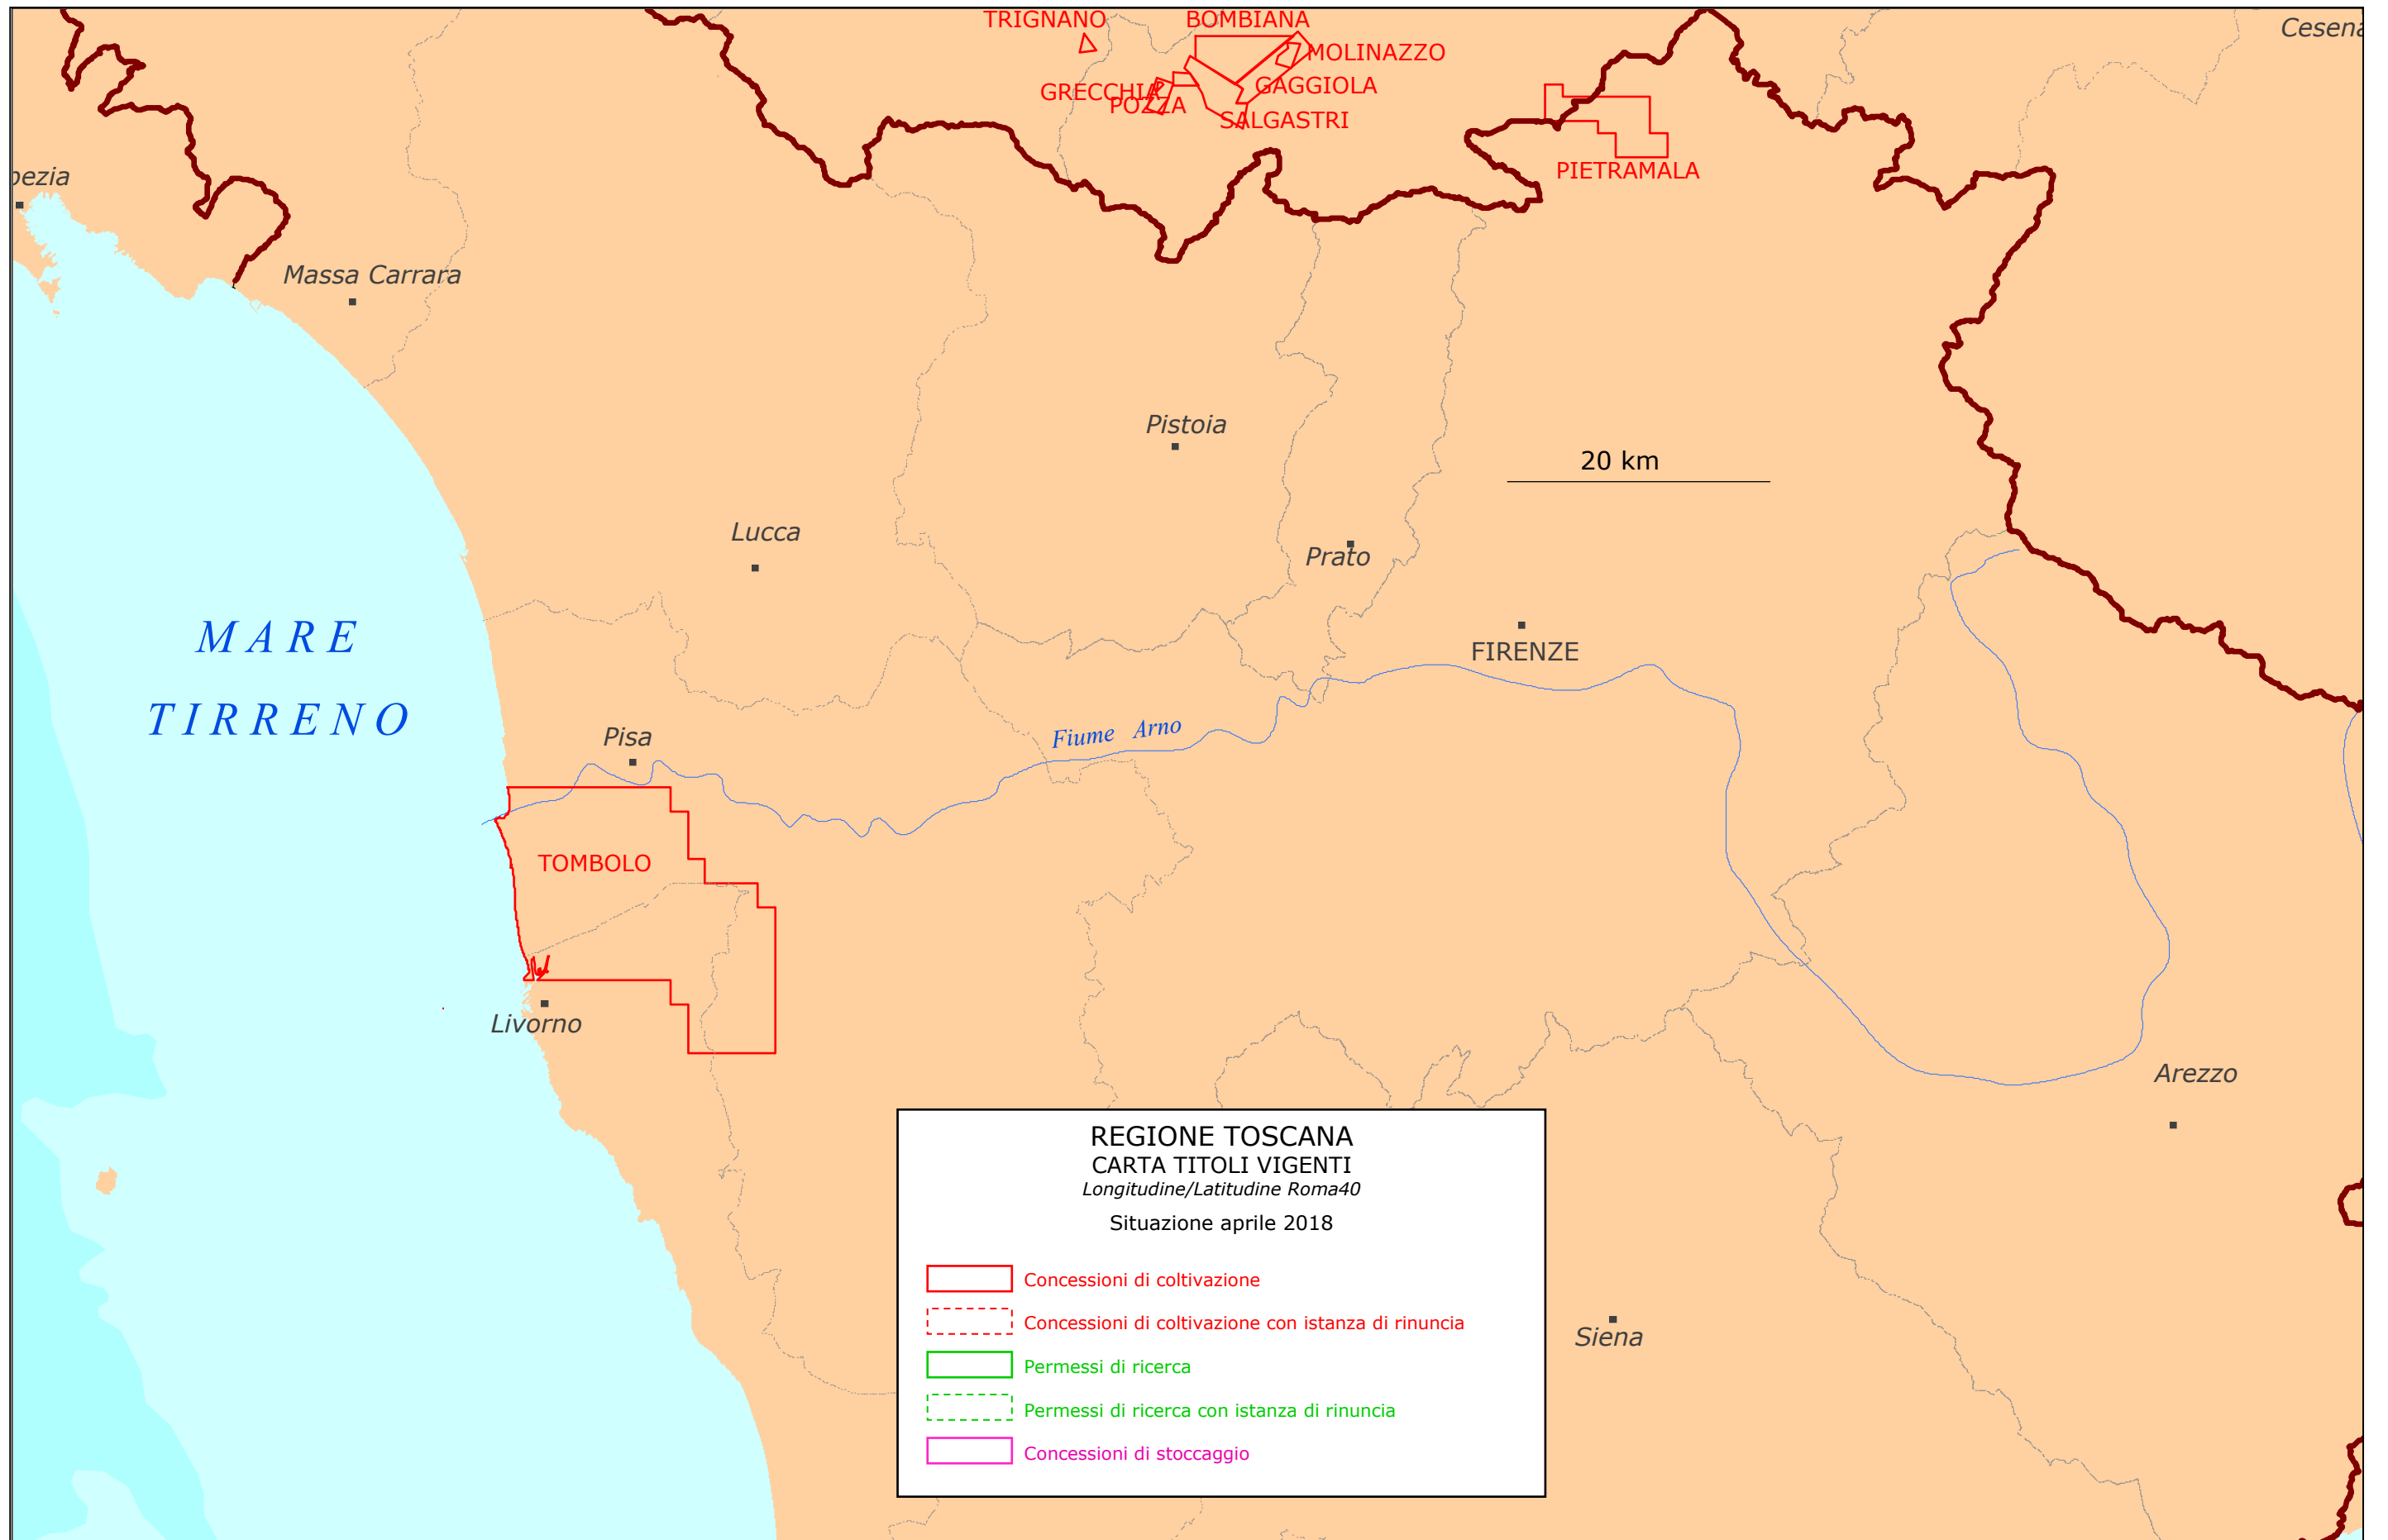 TRIGNANO
BOMBIANA
Cesena
MOLINAZZO
GRECCHIA
GAGGIOLA
POZZA
SALGASTRI
PIETRAMALA
pezia
Massa Carrara
Pistoia
20 km
Lucca
Prato
MARE
TIRRENO
FIRENZE
Fiume Arno
Pisa
TOMBOLO
Livorno
Arezzo
REGIONE TOSCANA
CARTA TITOLI VIGENTI
Longitudine/Latitudine Roma40
Situazione aprile 2018
Concessioni di coltivazione
Concessioni di coltivazione con istanza di rinuncia
Permessi di ricerca
Permessi di ricerca con istanza di rinuncia
Concessioni di stoccaggio
Siena